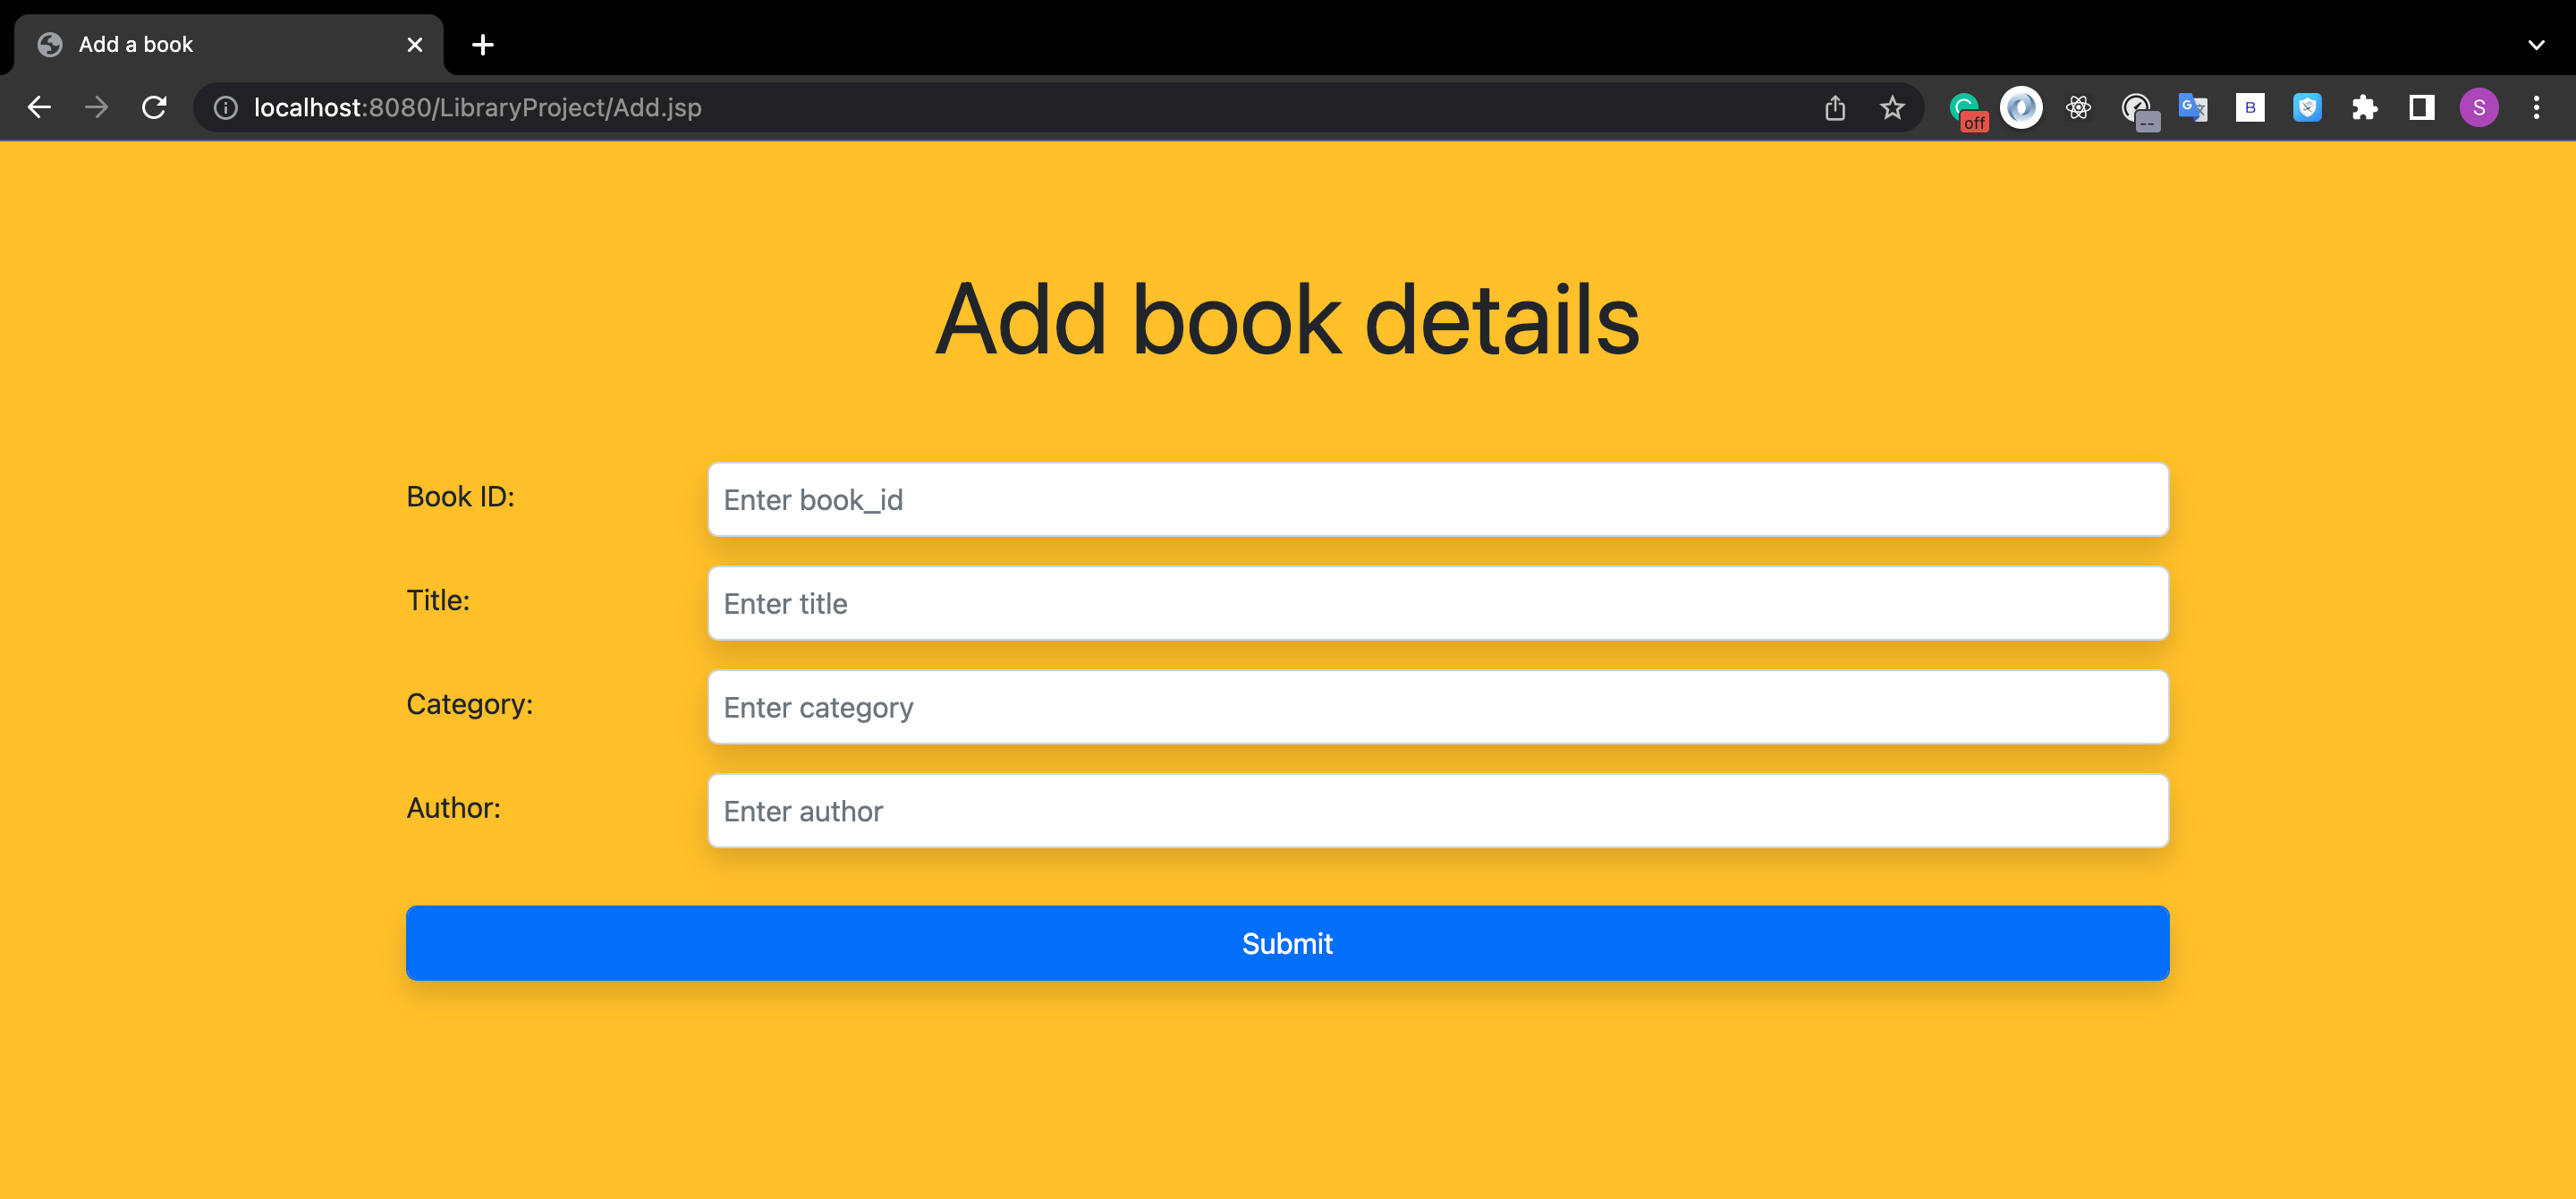 Add a book
localhost:8080/LibraryProject/Add.jsp
off
--
G
B
S
Add book details
Book ID:
Enter book_id
Title:
Enter title
Category:
Enter category
Author:
Enter author
Submit